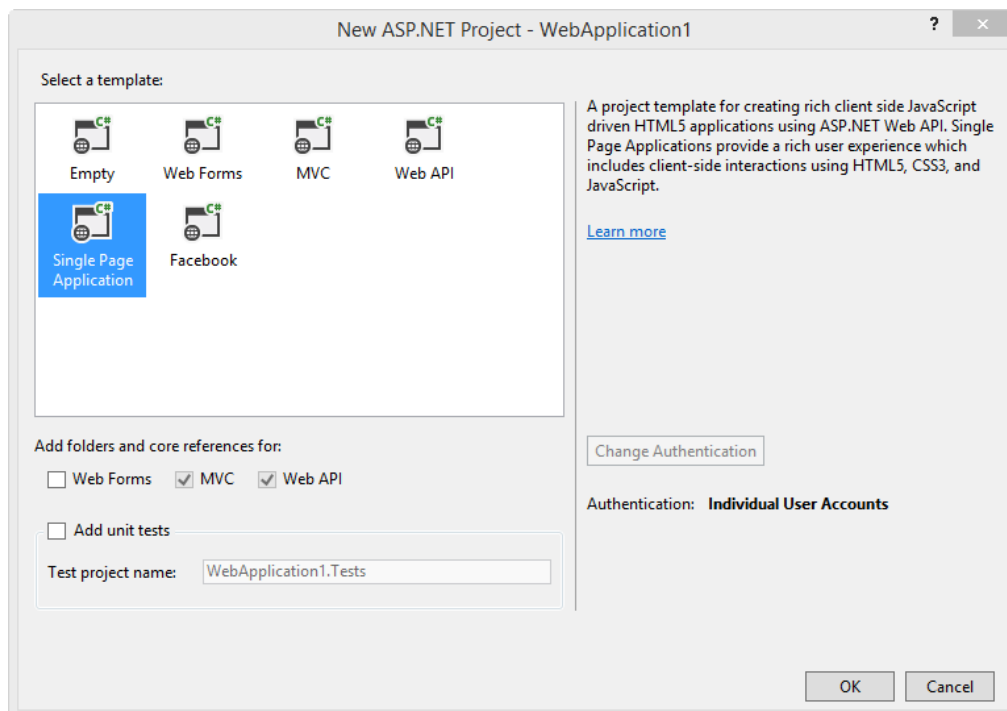 New ASP.NET Project - WebApplication1
?
Select a template:
C#
C#
C#
C#
Empty
Web Forms
MVC
Web API
C#
C#
Single Page
Application
Facebook
A project template for creating rich client side JavaScript
driven HTML5 applications using ASP.NET Web API. Single
Page Applications provide a rich user experience which
includes client-side interactions using HTML5, CSS3, and
JavaScript.
Learn more
Add folders and core references for:
Web Forms
MVC
Web API
Add unit tests
Test project name:
WebApplication1.Tests
Change Authentication
Authentication: Individual User Accounts
OK
Cancel